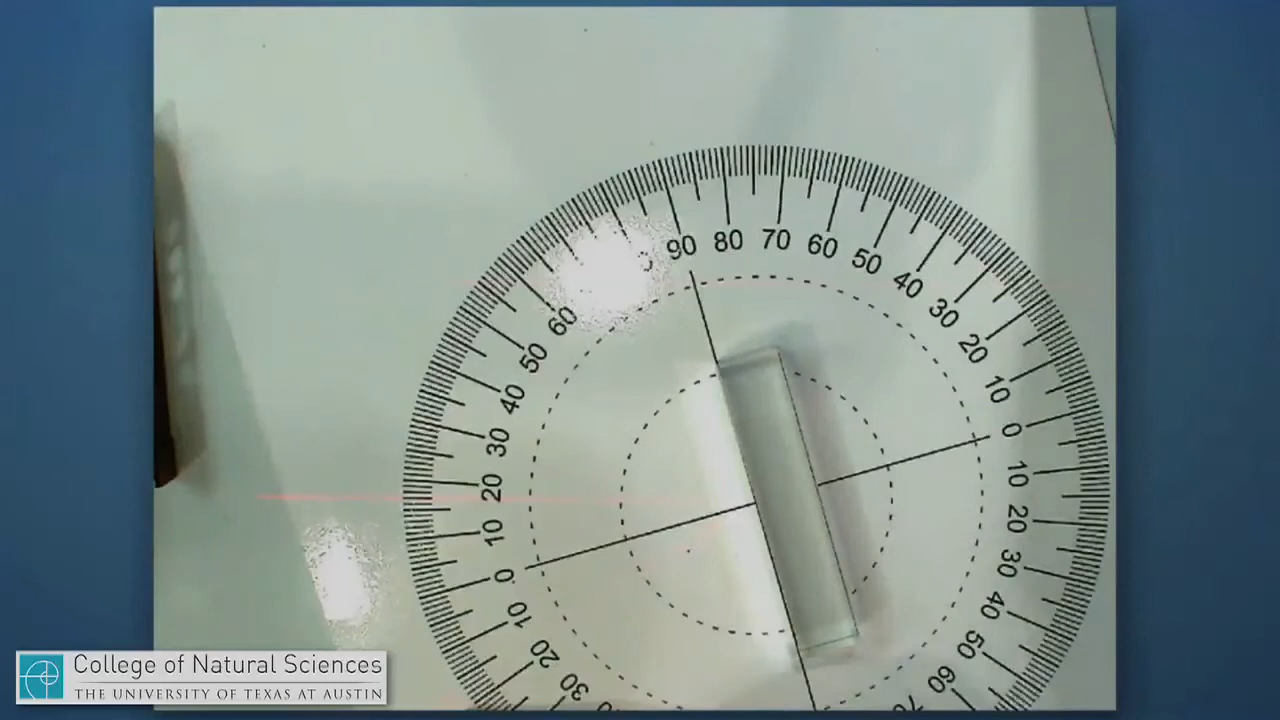 90 80 70 60 50 40 30 20 10 0 10 20 30 40 50 60
60 50 40 30 20 10 0 10 20 30
College of Natural Sciences
THE UNIVERSITY OF TEXAS AT AUSTIN